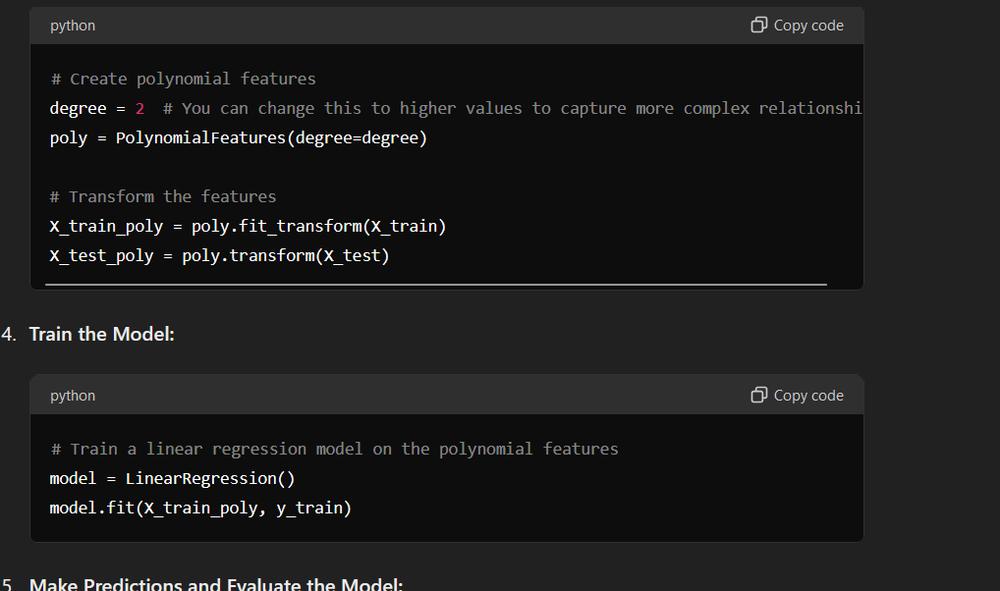 python
Copy code
# Create polynomial features
degree = 2  # You can change this to higher values to capture more complex relationshi
poly = PolynomialFeatures(degree=degree)
# Transform the features
X_train_poly = poly.fit_transform(X_train)
X_test_poly = poly.transform(X_test)
4. Train the Model:
python
Copy code
# Train a linear regression model on the polynomial features
model = LinearRegression()
model.fit(X_train_poly, y_train)
5. Make Predictions and Evaluate the Model: